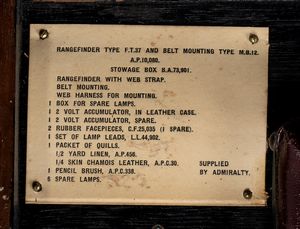 RANGEFINDER TYPE F.T.37 AND BELT MOUNTING TYPE M.B.12.
A.P.10,080.
STOWAGE BOX B.A.73,901.
RANGEFINDER WITH WEB STRAP.
BELT MOUNTING.
WEB HARNESS FOR MOUNTING.
1 BOX FOR SPARE LAMPS.
1 2 VOLT ACCUMULATOR, IN LEATHER CASE.
1 2 VOLT ACCUMULATOR, SPARE.
2 RUBBER FACEPIECES, C.F.25,035 (1 SPARE).
1 SET OF LAMP LEADS, L.L.44,902.
1 PACKET OF QUILLS.
1/2 YARD LINEN, A.P.456.
1/4 SKIN CHAMOIS LEATHER, A.P.C.30. SUPPLIED
1 PENCIL BRUSH, A.P.C.338. BY ADMIRALTY.
6 SPARE LAMPS.